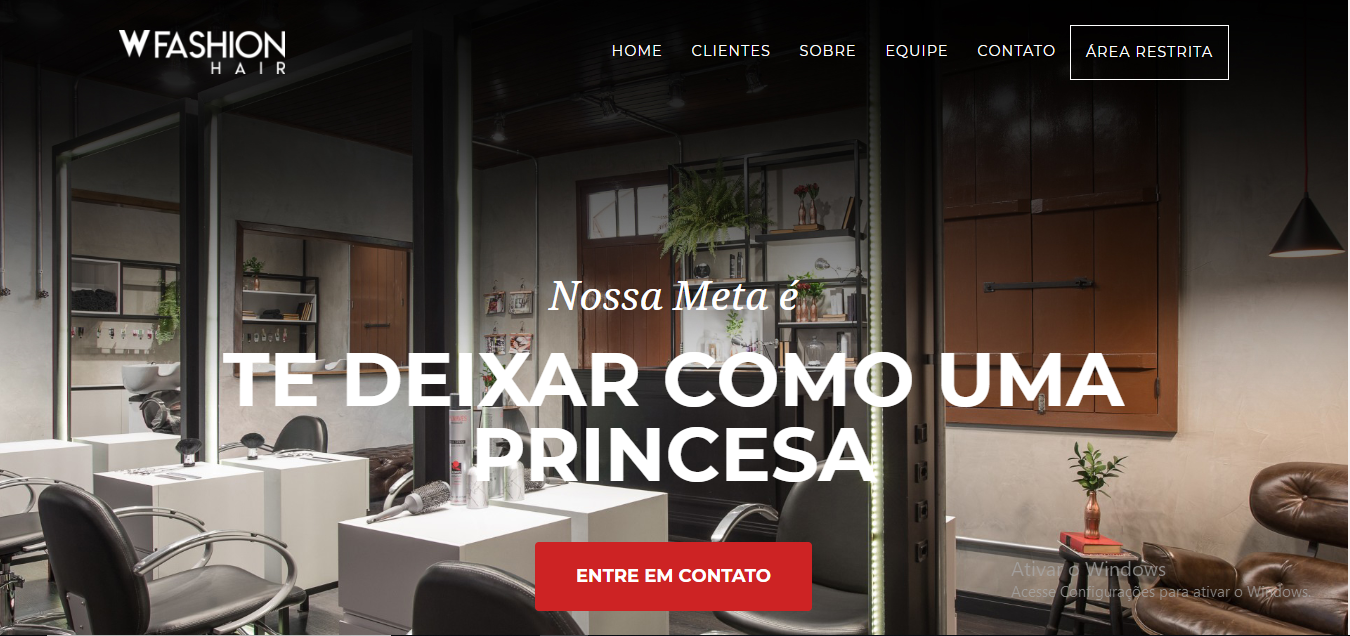 W FASHION
HAIR
HOME CLIENTES SOBRE EQUIPE CONTATO ÁREA RESTRITA
Nossa Meta é
TE DEIXAR COMO UMA
PRINCESA
ENTRE EM CONTATO
Ativar o Windows
Acesse Configurações para ativar o Windows.